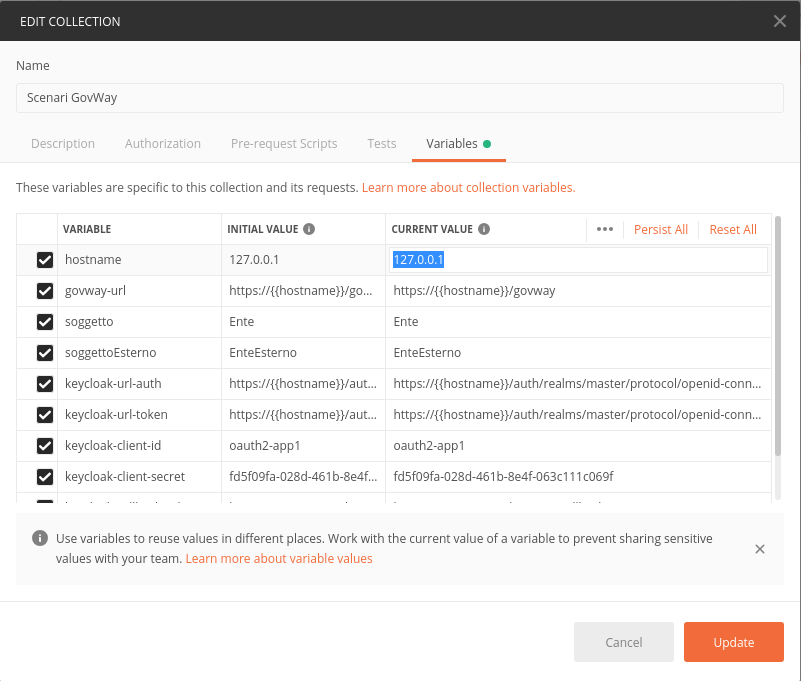 EDIT COLLECTION
Name
Scenari GovWay
Description Authorization Pre-request Scripts Tests Variables
These variables are specific to this collection and its requests. Learn more about collection variables.
VARIABLE INITIAL VALUE CURRENT VALUE Persist All Reset All
hostname 127.0.0.1 127.0.0.1
govway-url https://{{hostname}}/go... https://{{hostname}}/govway
soggetto Ente Ente
soggettoEsterno EnteEsterno EnteEsterno
keycloak-url-auth https://{{hostname}}/aut... https://{{hostname}}/auth/realms/master/protocol/openid-conn...
keycloak-url-token https://{{hostname}}/aut... https://{{hostname}}/auth/realms/master/protocol/openid-conn...
keycloak-client-id oauth2-app1 oauth2-app1
keycloak-client-secret fd5f09fa-028d-461b-8e4f... fd5f09fa-028d-461b-8e4f-063c111c069f
Use variables to reuse values in different places. Work with the current value of a variable to prevent sharing sensitive
values with your team. Learn more about variable values
Cancel Update